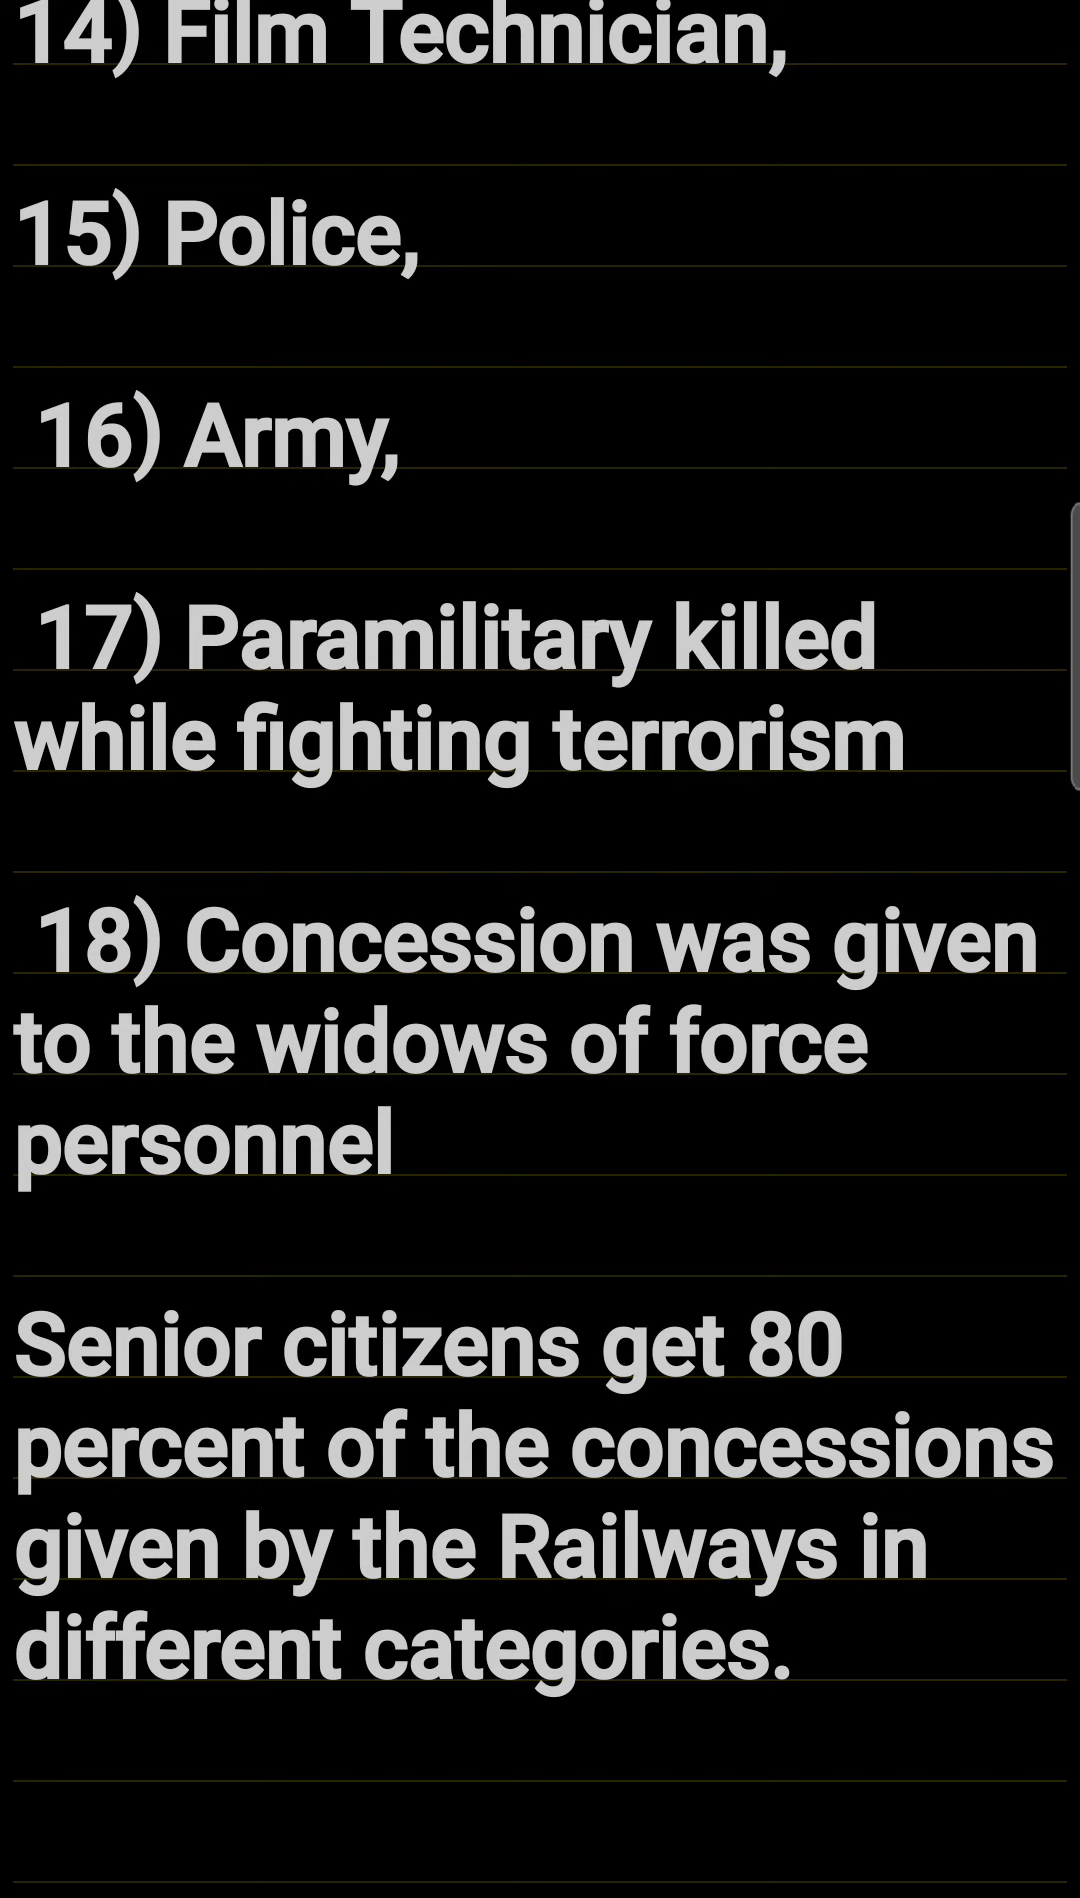 14) Film Technician,
15) Police,
16) Army,
17) Paramilitary killed
while fighting terrorism
18) Concession was given
to the widows of force
personnel
Senior citizens get 80
percent of the concessions
given by the Railways in
different categories.